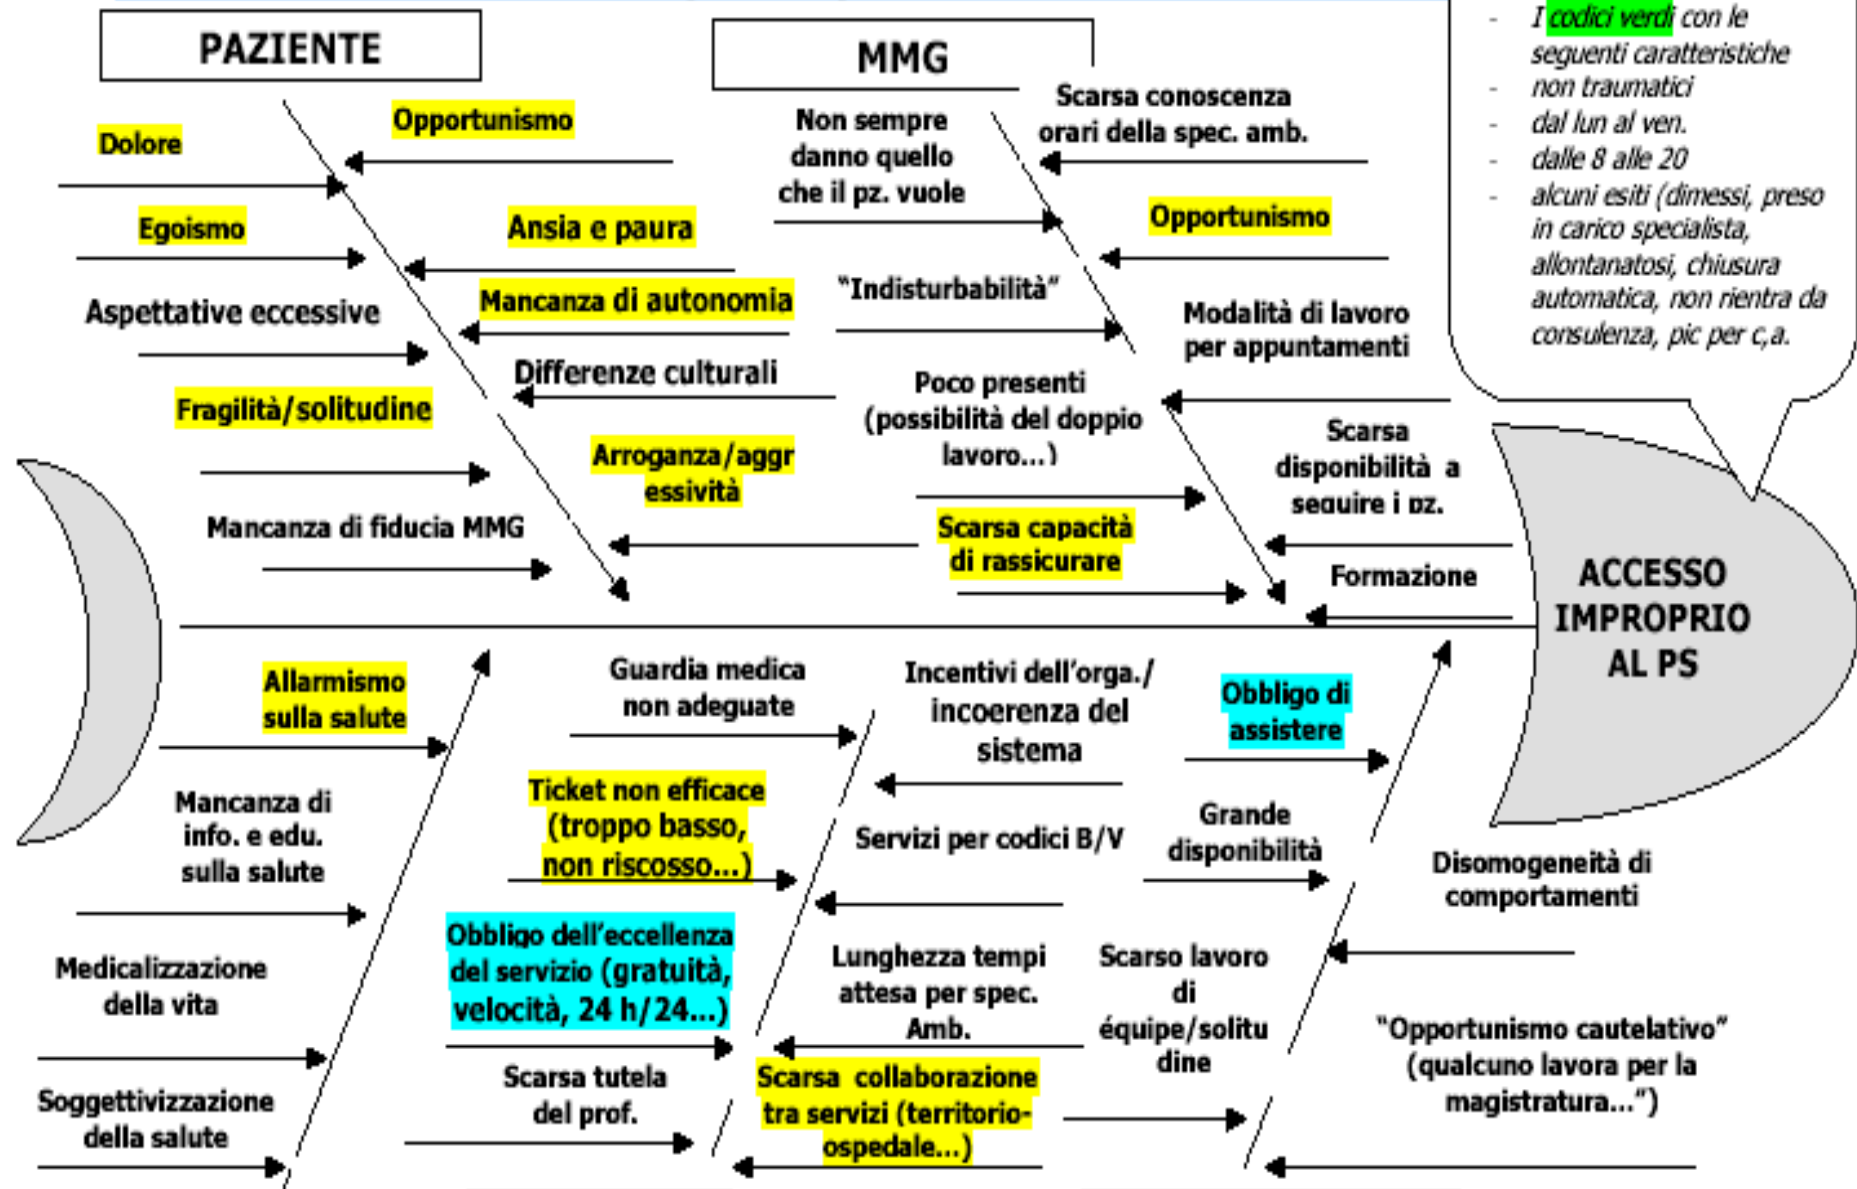 PAZIENTE
Dolore
Opportunismo
Egoismo
Ansia e paura
Aspettative eccessive
Mancanza di autonomia
Differenze culturali
Fragilità/solitudine
Arroganza/aggr
essività
Mancanza di fiducia MMG
MMG
Non sempre
danno quello
che il pz. vuole
Scarsa conoscenza
orari della spec. amb.
Opportunismo
"Indisturbabilità"
Modalità di lavoro
per appuntamenti
Poco presenti
(possibilità del doppio
lavoro...)
Scarsa
disponibilità a
seguire i pz.
Scarsa capacità
di rassicurare
Formazione
- I codici verdi con le
seguenti caratteristiche
- non traumatici
- dal lun al ven.
- dalle 8 alle 20
- alcuni esiti (dimessi, preso
in carico specialista,
allontanatosi, chiusura
automatica, non rientra da
consulenza, pic per c,a.
ACCESSO
IMPROPRIO
AL PS
Allarmismo
sulla salute
Mancanza di
info. e edu.
sulla salute
Medicalizzazione
della vita
Soggettivizzazione
della salute
Guardia medica
non adeguate
Incentivi dell'orga./
incoerenza del
sistema
Ticket non efficace
(troppo basso,
non riscosso...)
Servizi per codici B/V
Obbligo dell'eccellenza
del servizio (gratuità,
velocità, 24 h/24...)
Lunghezza tempi
attesa per spec.
Amb.
Scarsa tutela
del prof.
Scarsa collaborazione
tra servizi (territorio-
ospedale...)
Obbligo di
assistere
Grande
disponibilità
Disomogeneità di
comportamenti
Scarso lavoro
di
équipe/solitu
dine
"Opportunismo cautelativo"
(qualcuno lavora per la
magistratura...")